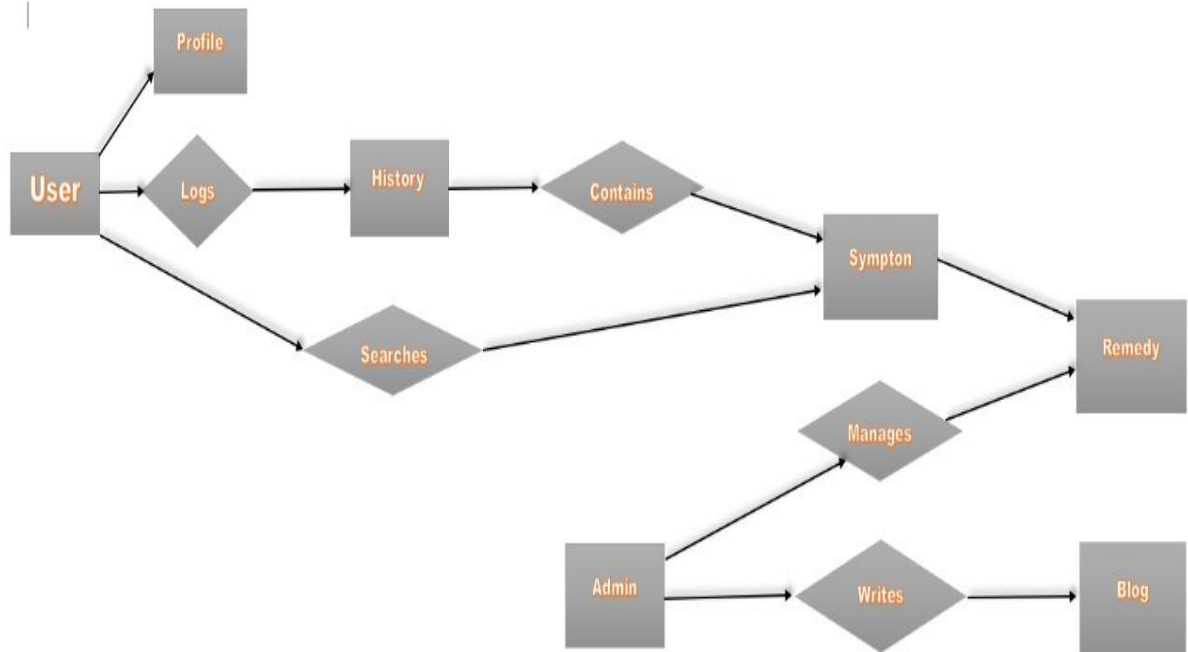 Profile
User
Logs
History
Contains
Sympton
Searches
Remedy
Manages
Admin
Writes
Blog